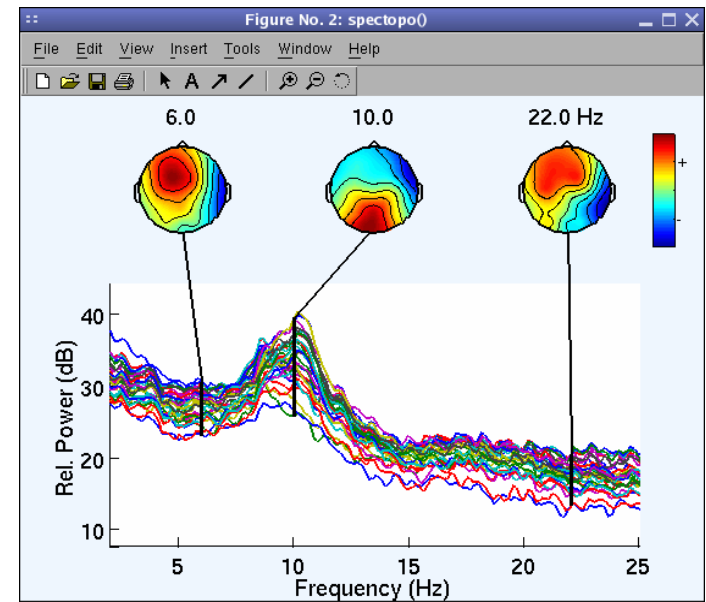 Figure No. 2: spectopo()
File Edit View Insert Tools Window Help
A
6.0 10.0 22.0 Hz
+
-
40
30
20
10
Rel. Power (dB)
5 10 15 20 25
Frequency (Hz)